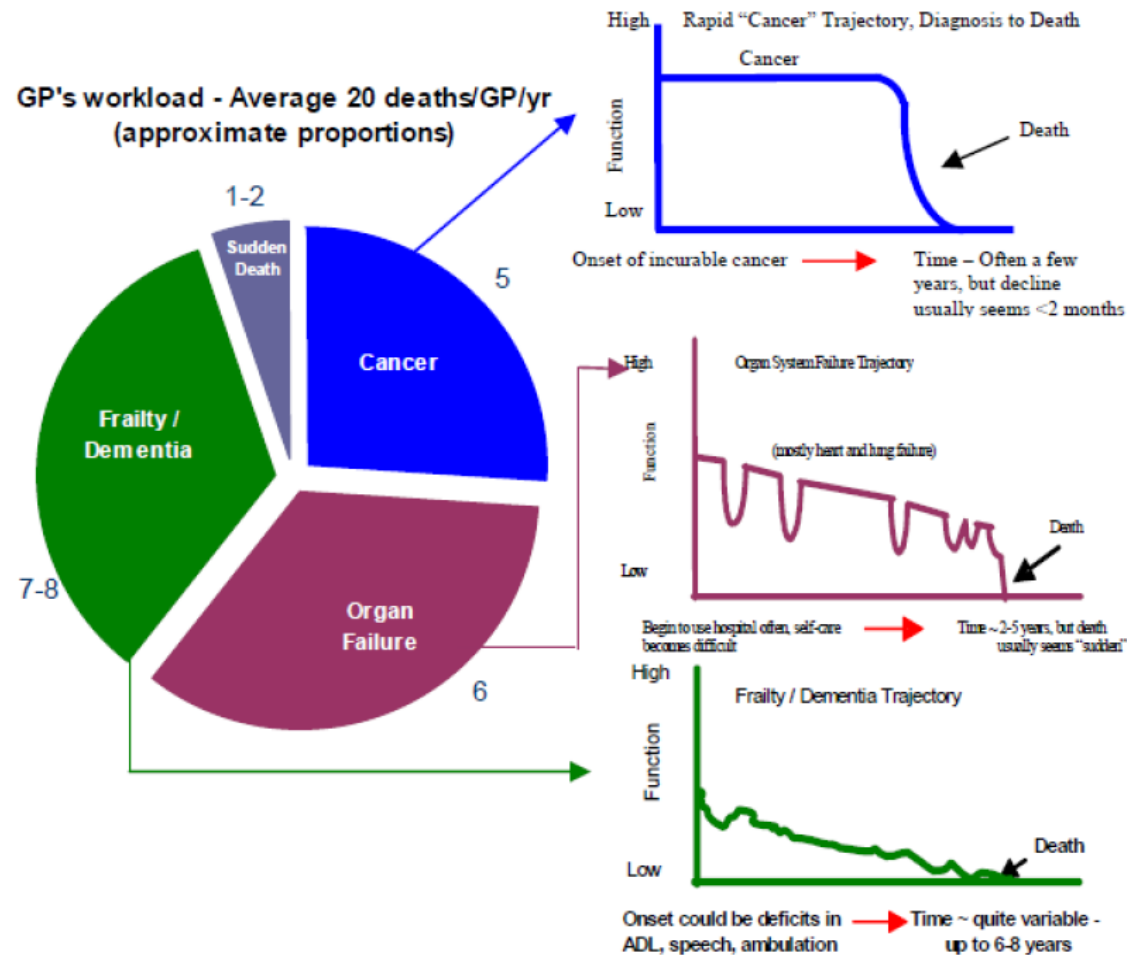 GP's workload - Average 20 deaths/GP/yr
(approximate proportions)
1-2
Sudden
Death
5
Cancer
Frailty /
Dementia
7-8
Organ
Failure
6
High
Rapid “Cancer” Trajectory, Diagnosis to Death
Cancer
Function
Death
Low
Onset of incurable cancer
Time – Often a few
years, but decline
usually seems <2 months
High
Organ System Failure Trajectory
(mostly heart and lung failure)
Function
Death
Low
Begin to use hospital often, self-care
becomes difficult
Time ~ 2-5 years, but death
usually seems “sudden”
High
Frailty / Dementia Trajectory
Function
Death
Low
Onset could be deficits in
ADL, speech, ambulation
Time ~ quite variable -
up to 6-8 years